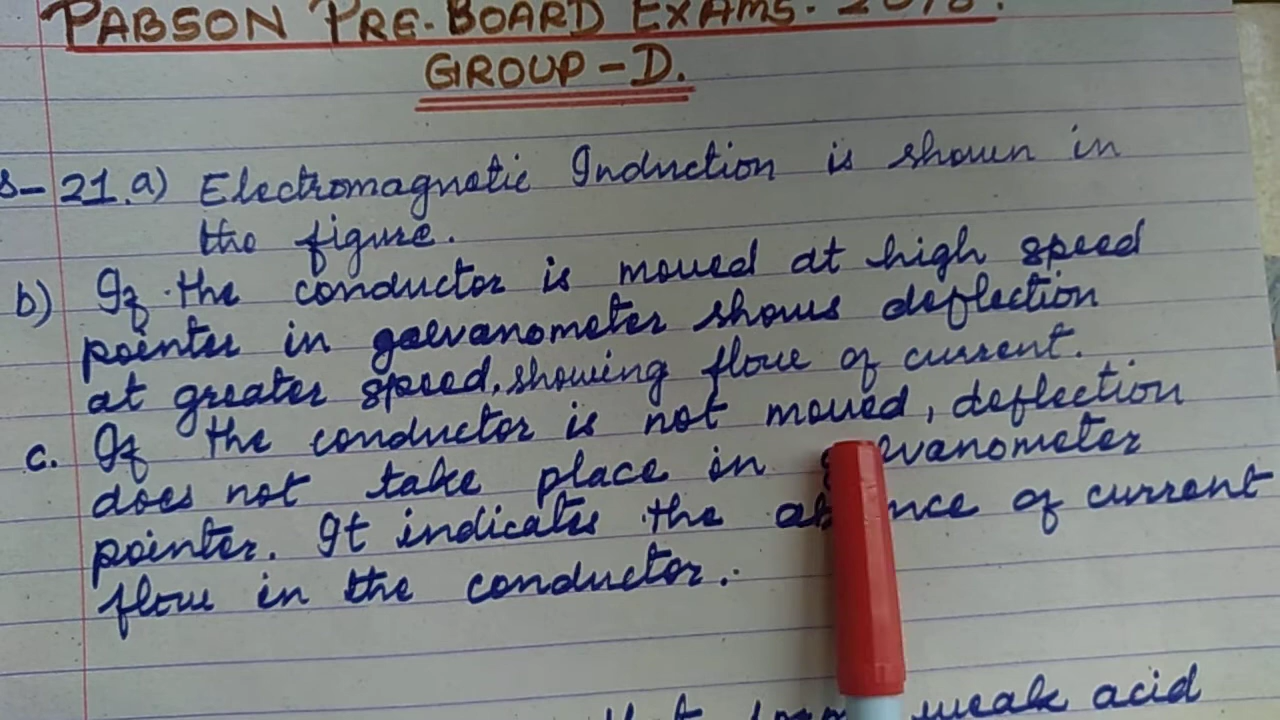 PABSON PRE-BOARD EXAMS.
GROUP-D.
21.a) Electromagnetic Induction is shown in
the figure.
b) If the conductor is moved at high speed
pointer in galvanometer shows deflection
at greater speed, showing flow of current.
c. If the conductor is not moved, deflection
does not take place in
pointer. It indicates the of current
flow in the conductor.
weak acid